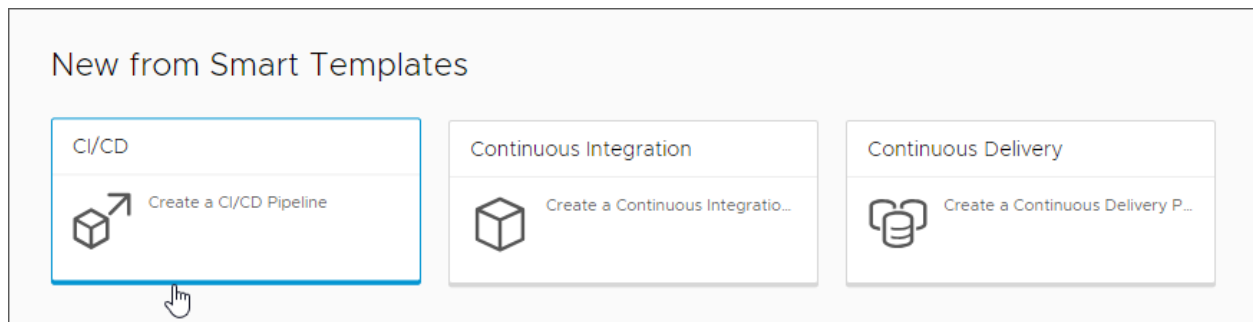 New from Smart Templates
CI/CD
Create a CI/CD Pipeline
Continuous Integration
Create a Continuous Integratio...
Continuous Delivery
Create a Continuous Delivery P...